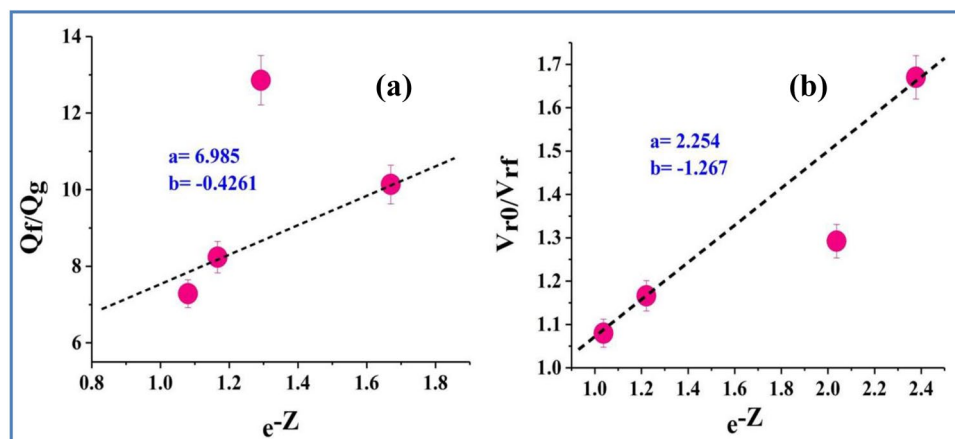 14
12
10
8
6
Qf/Qg
(a)
a= 6.985
b= -0.4261
0.8 1.0 1.2 1.4 1.6 1.8
e-Z
1.7
1.6
1.5
1.4
1.3
1.2
1.1
1.0
Vr0/Vrf
(b)
a= 2.254
b= -1.267
1.0 1.2 1.4 1.6 1.8 2.0 2.2 2.4
e-Z